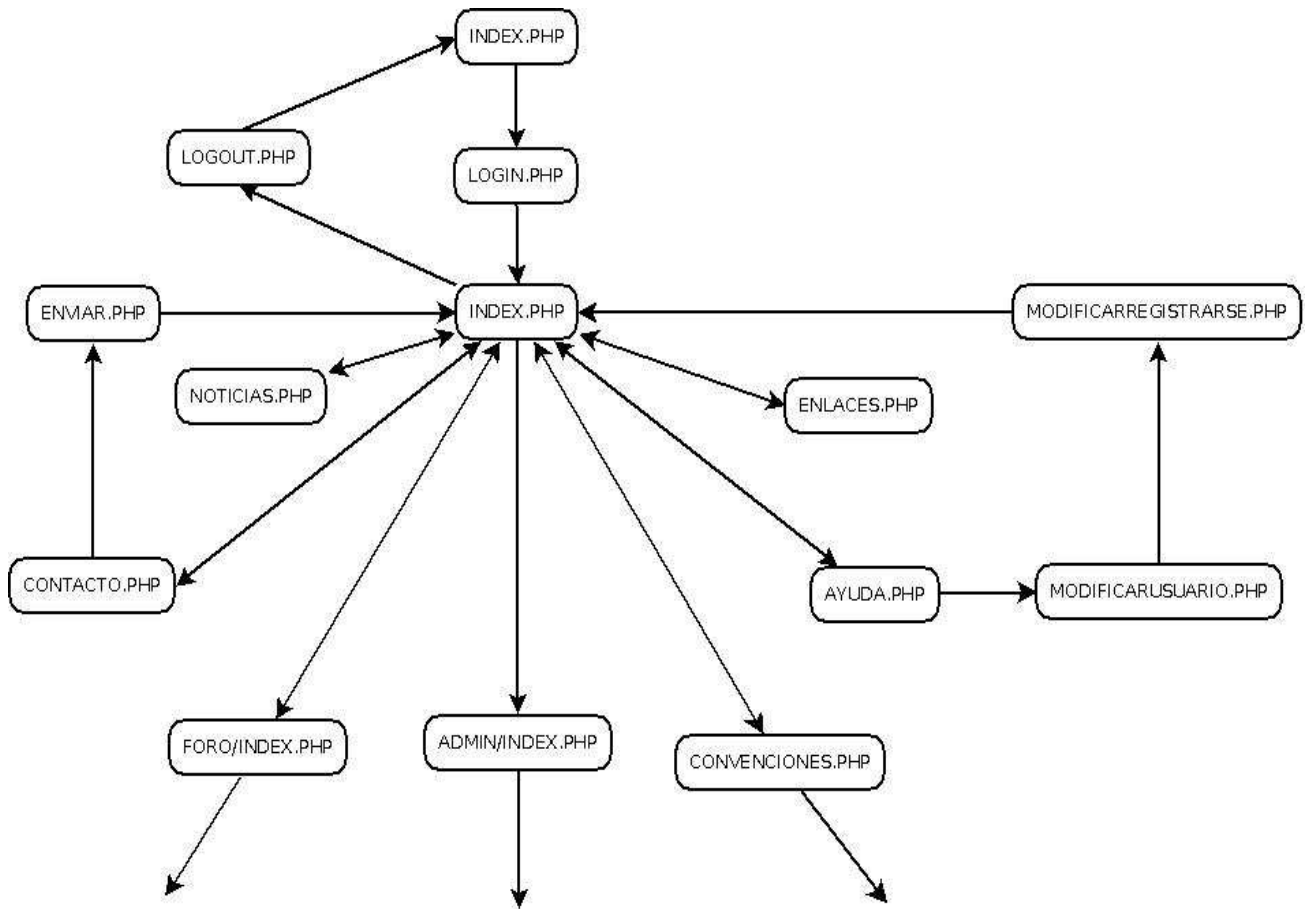 INDEX.PHP
LOGOUT.PHP
LOGIN.PHP
ENVIAR.PHP
INDEX.PHP
MODIFICARREGISTRARSE.PHP
NOTICIAS.PHP
ENLACES.PHP
CONTACTO.PHP
AYUDA.PHP
MODIFICARUSUARIO.PHP
FORO/INDEX.PHP
ADMIN/INDEX.PHP
CONVENCIONES.PHP